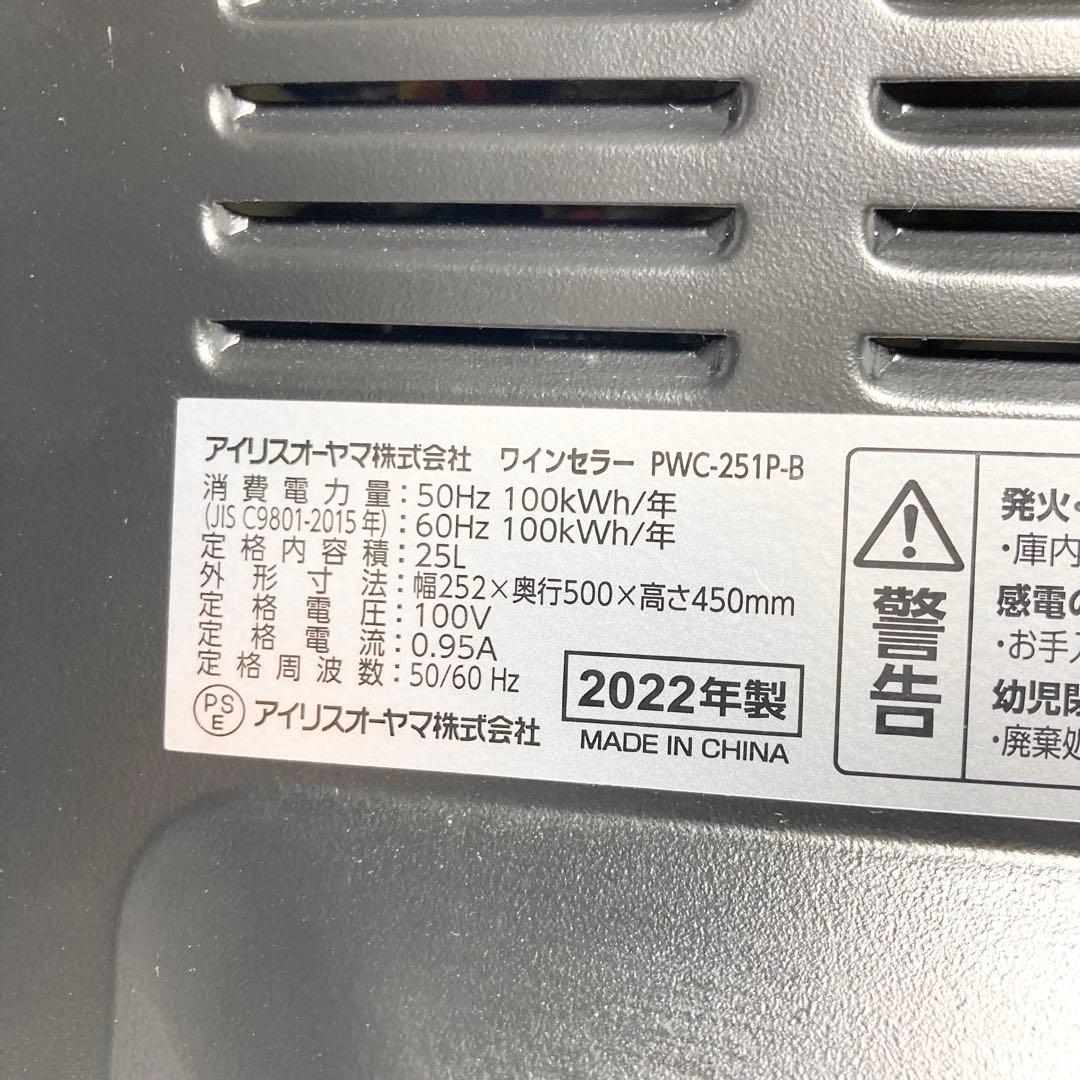 アイリスオーヤマ株式会社 ワインセラー PWC-251P-B
消費電力量:50Hz 100kWh/年
(JIS C9801-2015年):60Hz 100kWh/年
定格内容積:25L
外形寸法:幅252×奥行500×高さ450mm
定格電圧:100V
定格電流:0.95A
定格周波数:50/60 Hz
PSE アイリスオーヤマ株式会社
2022年製
MADE IN CHINA
警告
発火・
・庫内
感電の
・お手入
幼児閉
・廃棄処